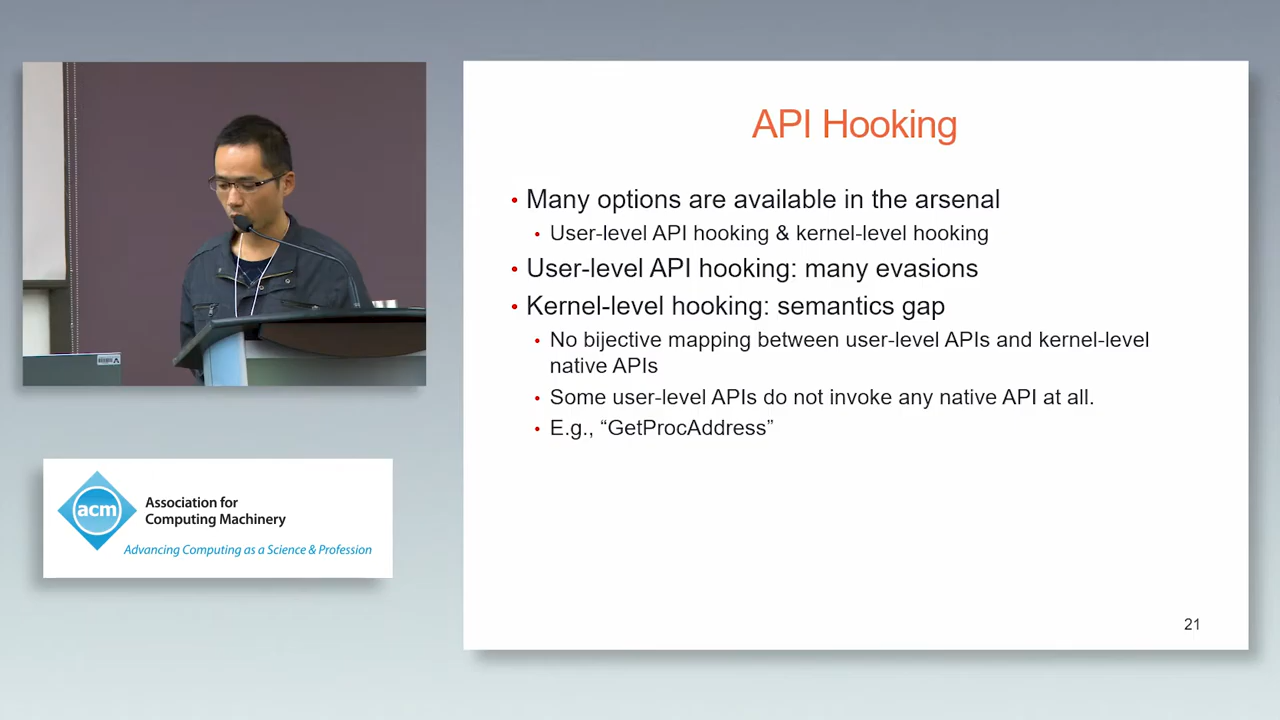 API Hooking
• Many options are available in the arsenal
• User-level API hooking & kernel-level hooking
• User-level API hooking: many evasions
• Kernel-level hooking: semantics gap
• No bijective mapping between user-level APIs and kernel-level
native APIs
• Some user-level APIs do not invoke any native API at all.
• E.g., “GetProcAddress”
21
acm
Association for
Computing Machinery
Advancing Computing as a Science & Profession